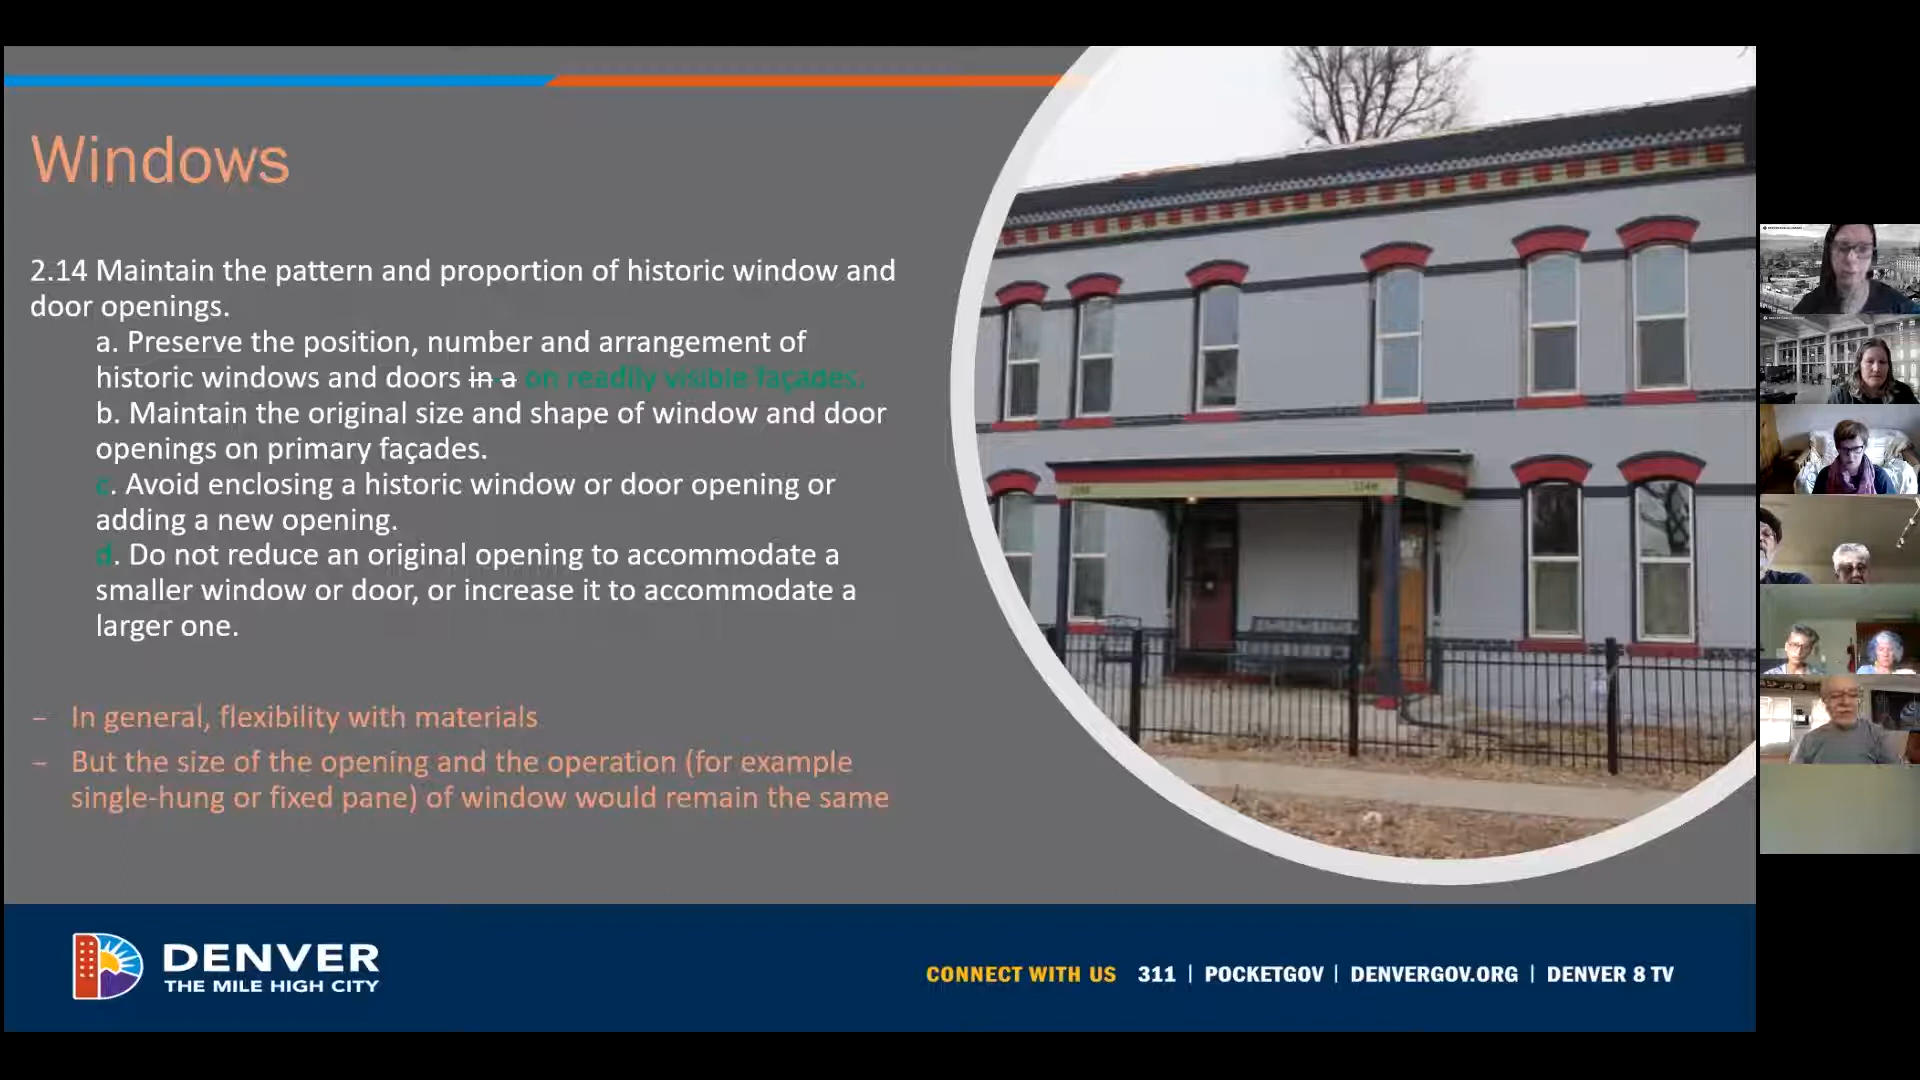 Windows
2.14 Maintain the pattern and proportion of historic window and
door openings.
a. Preserve the position, number and arrangement of
historic windows and doors in a on readily visible façades.
b. Maintain the original size and shape of window and door
openings on primary façades.
c. Avoid enclosing a historic window or door opening or
adding a new opening.
d. Do not reduce an original opening to accommodate a
smaller window or door, or increase it to accommodate a
larger one.
– In general, flexibility with materials
– But the size of the opening and the operation (for example
single-hung or fixed pane) of window would remain the same
DENVER
THE MILE HIGH CITY
CONNECT WITH US 311 | POCKETGOV | DENVERGOV.ORG | DENVER 8 TV